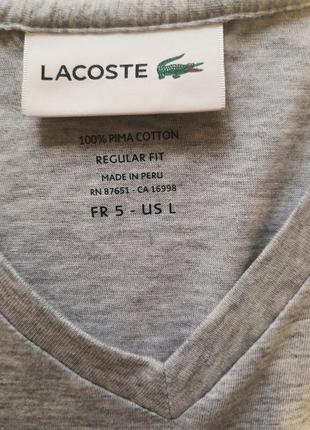 LACOSTE
100% PIMA COTTON
REGULAR FIT
MADE IN PERU
RN 87651 - CA 16998
FR 5 - US L